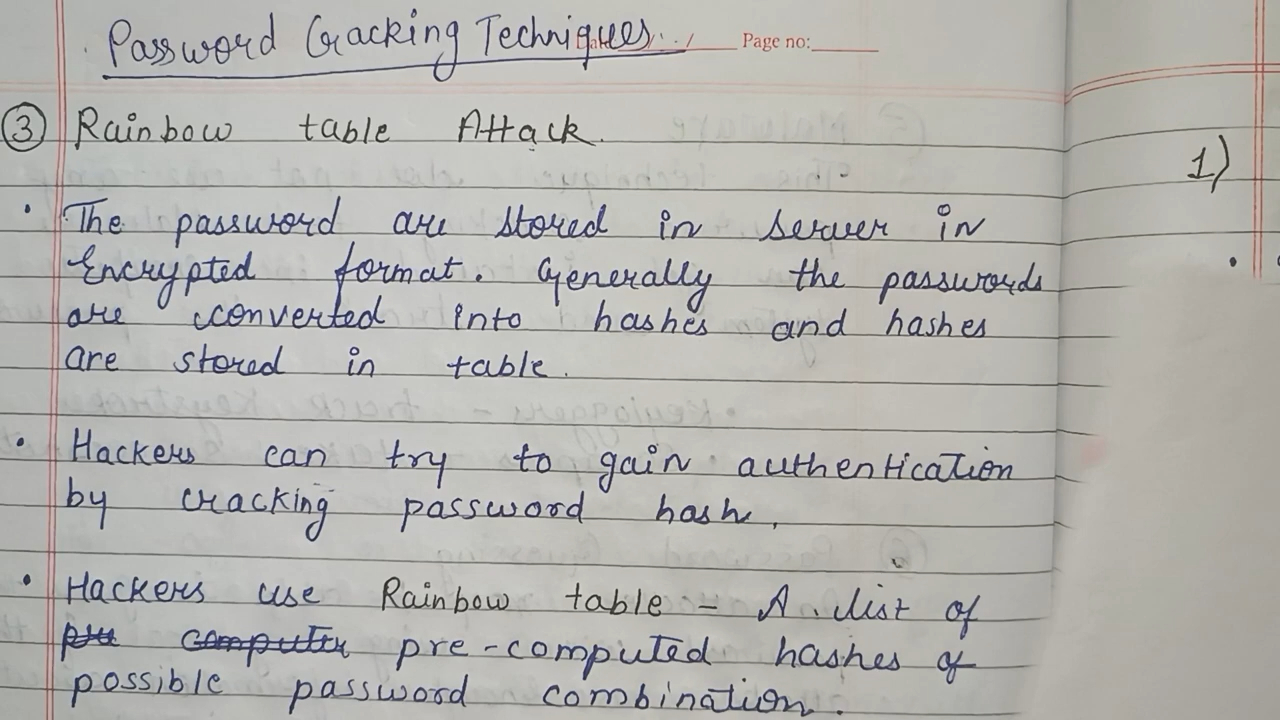 Password Cracking Techniques.
Page no:
③ Rainbow table Attack.
1)
• The password are stored in server in
Encrypted format. Generally the passwords
are converted into hashes and hashes
are stored in table.
• Hackers can try to gain authentication
by cracking password hash.
• Hackers use Rainbow table - A list of
pre-computed hashes of
possible password combination.